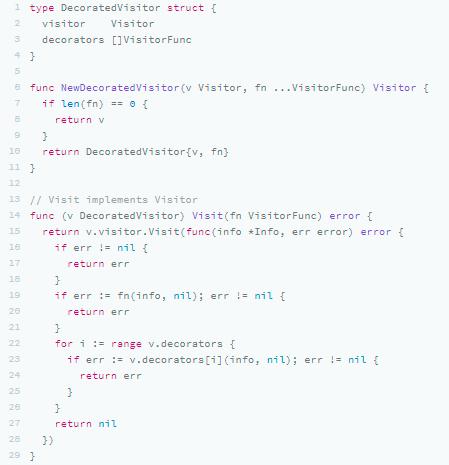 1 type DecoratedVisitor struct {
2   visitor    Visitor
3   decorators []VisitorFunc
4 }
5
6 func NewDecoratedVisitor(v Visitor, fn ...VisitorFunc) Visitor {
7   if len(fn) == 0 {
8     return v
9   }
10   return DecoratedVisitor{v, fn}
11 }
12
13 // Visit implements Visitor
14 func (v DecoratedVisitor) Visit(fn VisitorFunc) error {
15   return v.visitor.Visit(func(info *Info, err error) error {
16     if err != nil {
17       return err
18     }
19     if err := fn(info, nil); err != nil {
20       return err
21     }
22     for i := range v.decorators {
23       if err := v.decorators[i](info, nil); err != nil {
24         return err
25       }
26     }
27     return nil
28   })
29 }